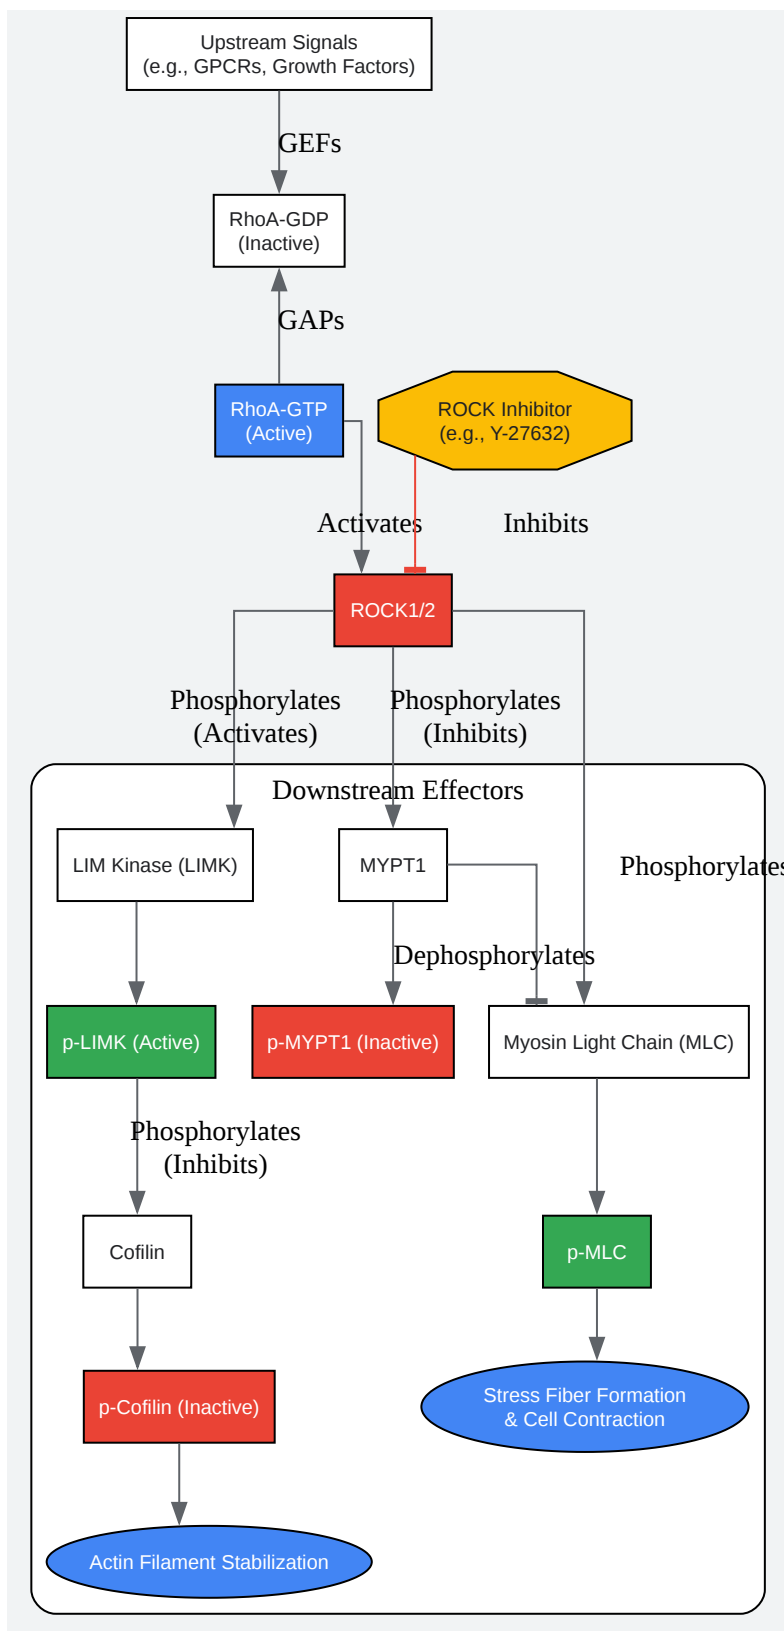 Upstream Signals
(e.g., GPCRs, Growth Factors)
GEFs
RhoA-GDP
(Inactive)
GAPs
RhoA-GTP
(Active)
ROCK Inhibitor
(e.g., Y-27632)
Activates
Inhibits
ROCK1/2
Phosphorylates
(Activates)
Phosphorylates
(Inhibits)
Downstream Effectors
LIM Kinase (LIMK)
MYPT1
Phosphorylates
Dephosphorylates
p-LIMK (Active)
p-MYPT1 (Inactive)
Myosin Light Chain (MLC)
Phosphorylates
(Inhibits)
Cofilin
p-MLC
p-Cofilin (Inactive)
Stress Fiber Formation
& Cell Contraction
Actin Filament Stabilization